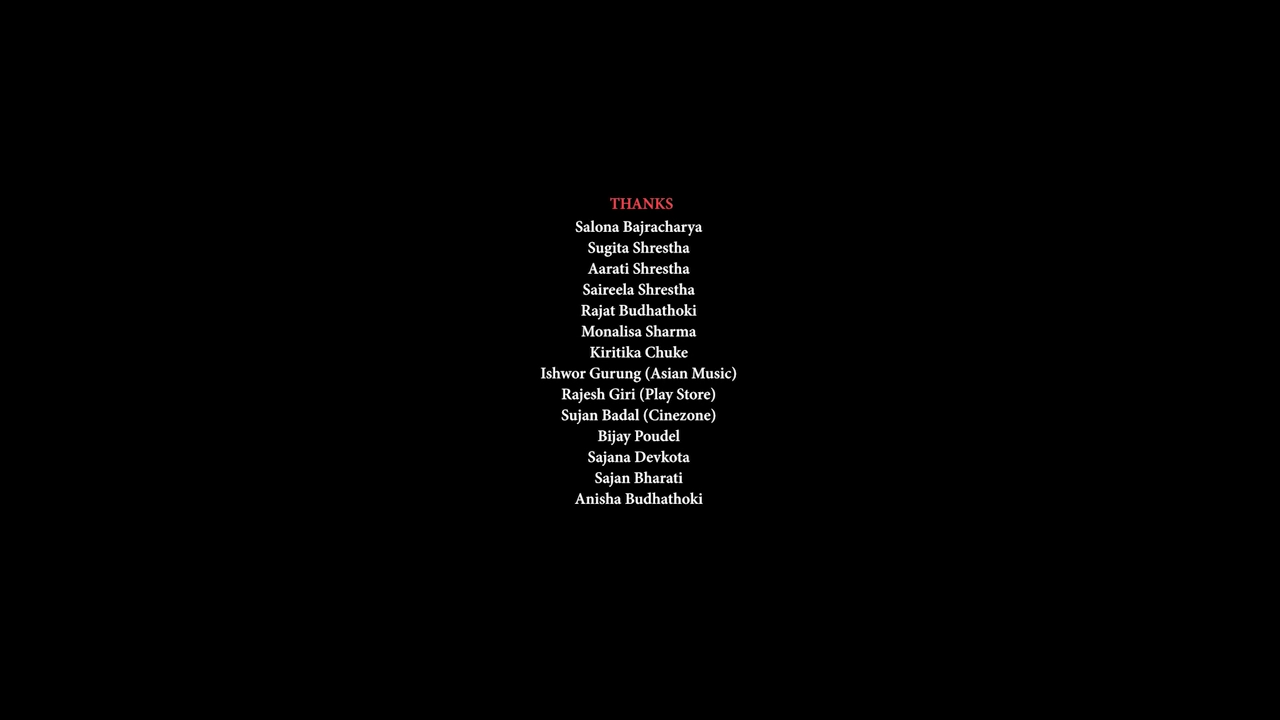 THANKS
Salona Bajracharya
Sugita Shrestha
Aarati Shrestha
Saireela Shrestha
Rajat Budhathoki
Monalisa Sharma
Kiritika Chuke
Ishwor Gurung (Asian Music)
Rajesh Giri (Play Store)
Sujan Badal (Cinezone)
Bijay Poudel
Sajana Devkota
Sajan Bharati
Anisha Budhathoki